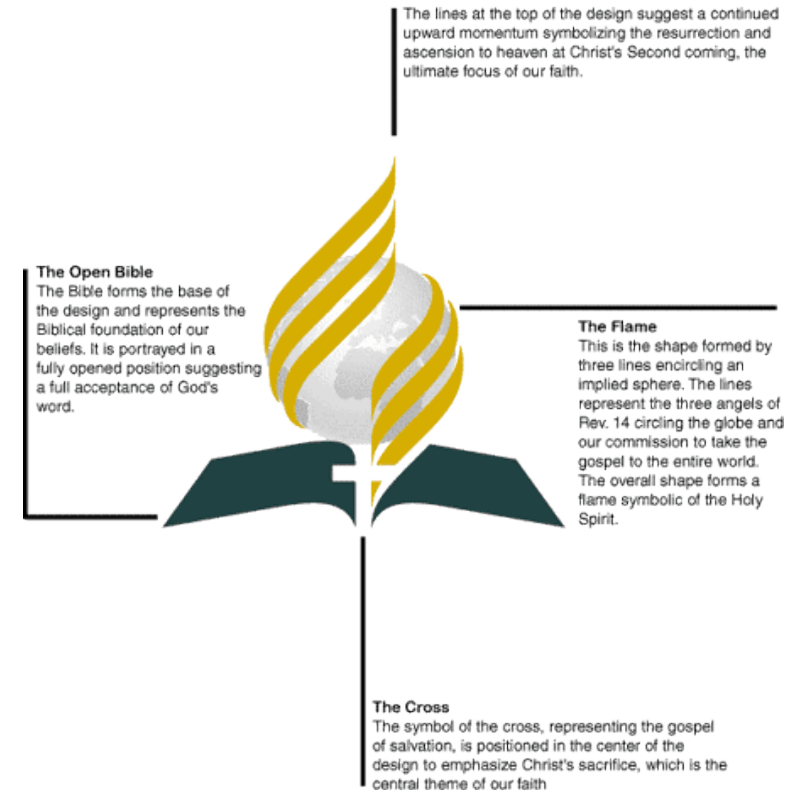 The lines at the top of the design suggest a continued
upward momentum symbolizing the resurrection and
ascension to heaven at Christ's Second coming, the
ultimate focus of our faith.
The Open Bible
The Bible forms the base of
the design and represents the
Biblical foundation of our
beliefs. It is portrayed in a
fully opened position suggesting
a full acceptance of God's
word.
The Flame
This is the shape formed by
three lines encircling an
implied sphere. The lines
represent the three angels of
Rev. 14 circling the globe and
our commission to take the
gospel to the entire world.
The overall shape forms a
flame symbolic of the Holy
Spirit.
The Cross
The symbol of the cross, representing the gospel
of salvation, is positioned in the center of the
design to emphasize Christ's sacrifice, which is the
central theme of our faith